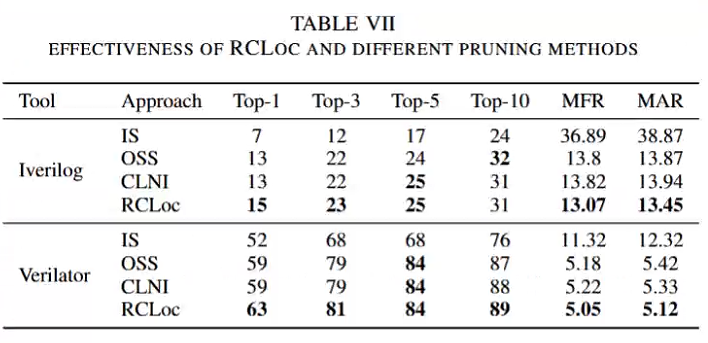 TABLE VII
EFFECTIVENESS OF RCLOC AND DIFFERENT PRUNING METHODS
Tool Approach Top-1 Top-3 Top-5 Top-10 MFR MAR
Iverilog
IS 7 12 17 24 36.89 38.87
OSS 13 22 24 32 13.8 13.87
CLNI 13 22 25 31 13.82 13.94
RCLoc 15 23 25 31 13.07 13.45
Verilator
IS 52 68 68 76 11.32 12.32
OSS 59 79 84 87 5.18 5.42
CLNI 59 79 84 88 5.22 5.33
RCLoc 63 81 84 89 5.05 5.12